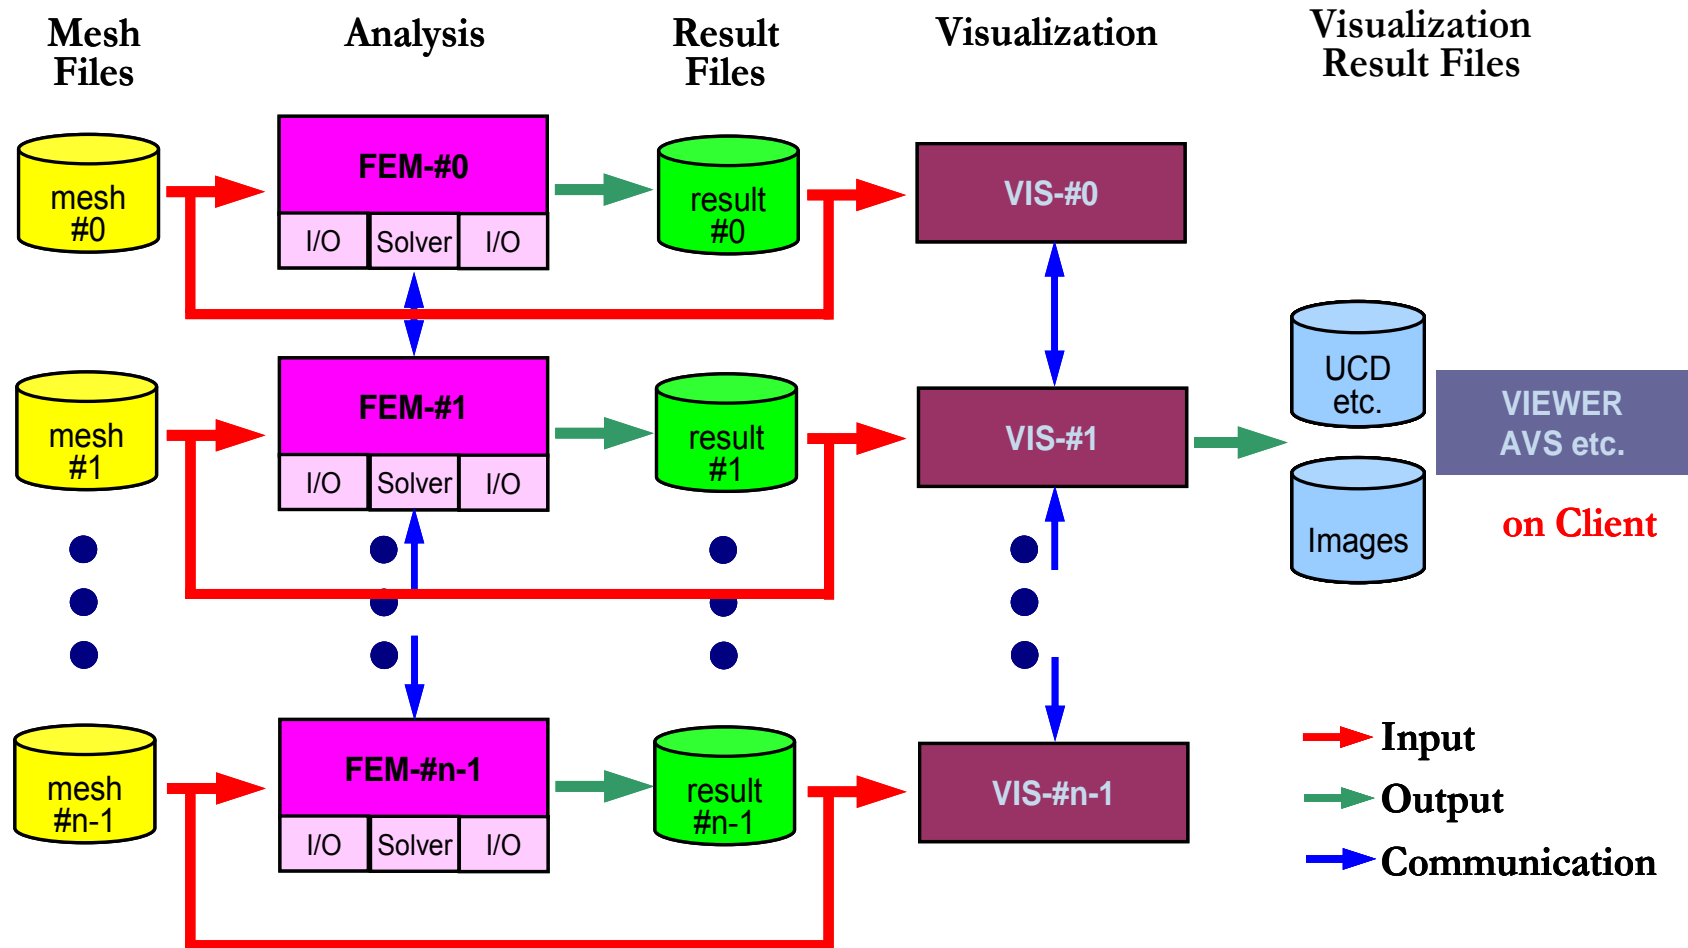 Mesh
Files
Analysis
Result
Files
Visualization
Visualization
Result Files
mesh
#0
FEM-#0
I/O
Solver
I/O
result
#0
VIS-#0
mesh
#1
FEM-#1
I/O
Solver
I/O
result
#1
VIS-#1
UCD
etc.
Images
VIEWER
AVS etc.
on Client
mesh
#n-1
FEM-#n-1
I/O
Solver
I/O
result
#n-1
VIS-#n-1
Input
Output
Communication